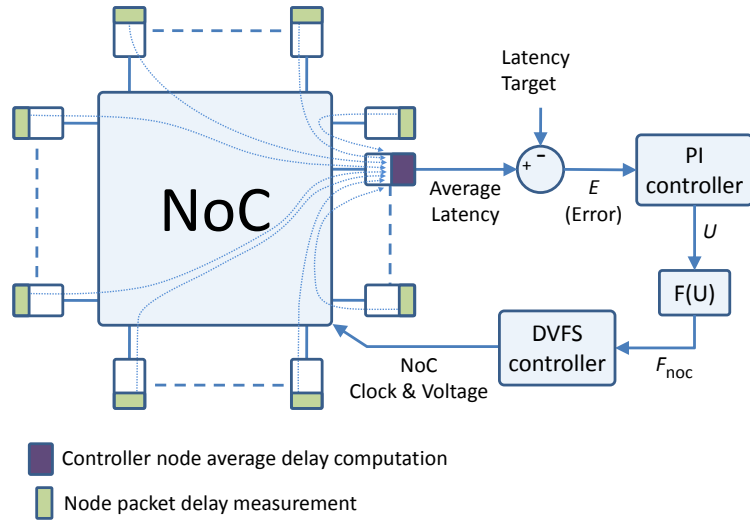 Latency
Target
NoC
+
-
Average
Latency
E
(Error)
PI
controller
U
F(U)
DVFS
controller
F noc
NoC
Clock & Voltage
Controller node average delay computation
Node packet delay measurement